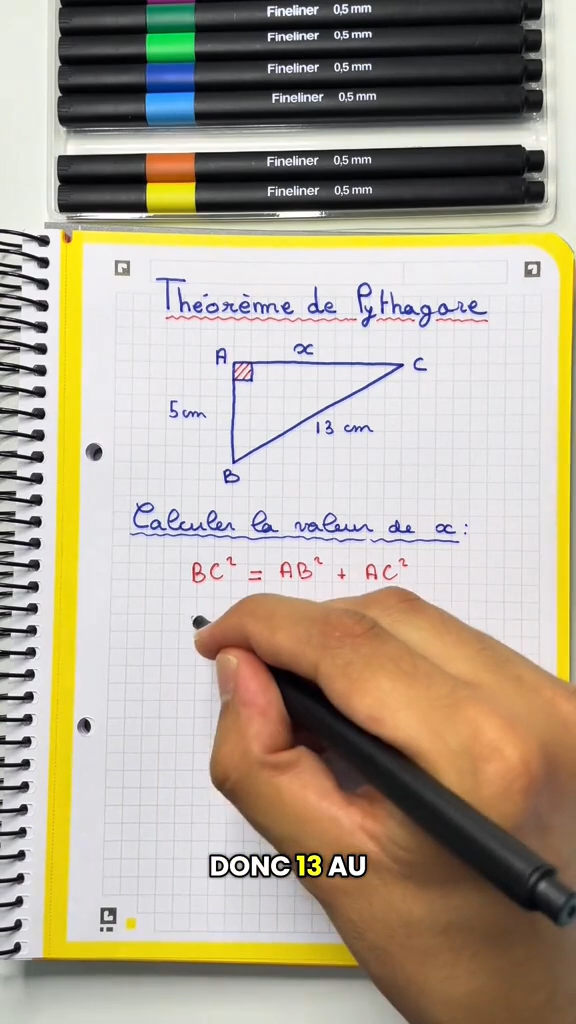 Fineliner 0,5 mm
Fineliner 0,5 mm
Fineliner 0,5 mm
Fineliner 0,5 mm
Fineliner 0,5 mm
Fineliner 0,5 mm
Théorème de Pythagore
A x C
5 cm
13 cm
B
Calculer la valeur de x :
BC² = AB² + AC²
DONC 13 AU